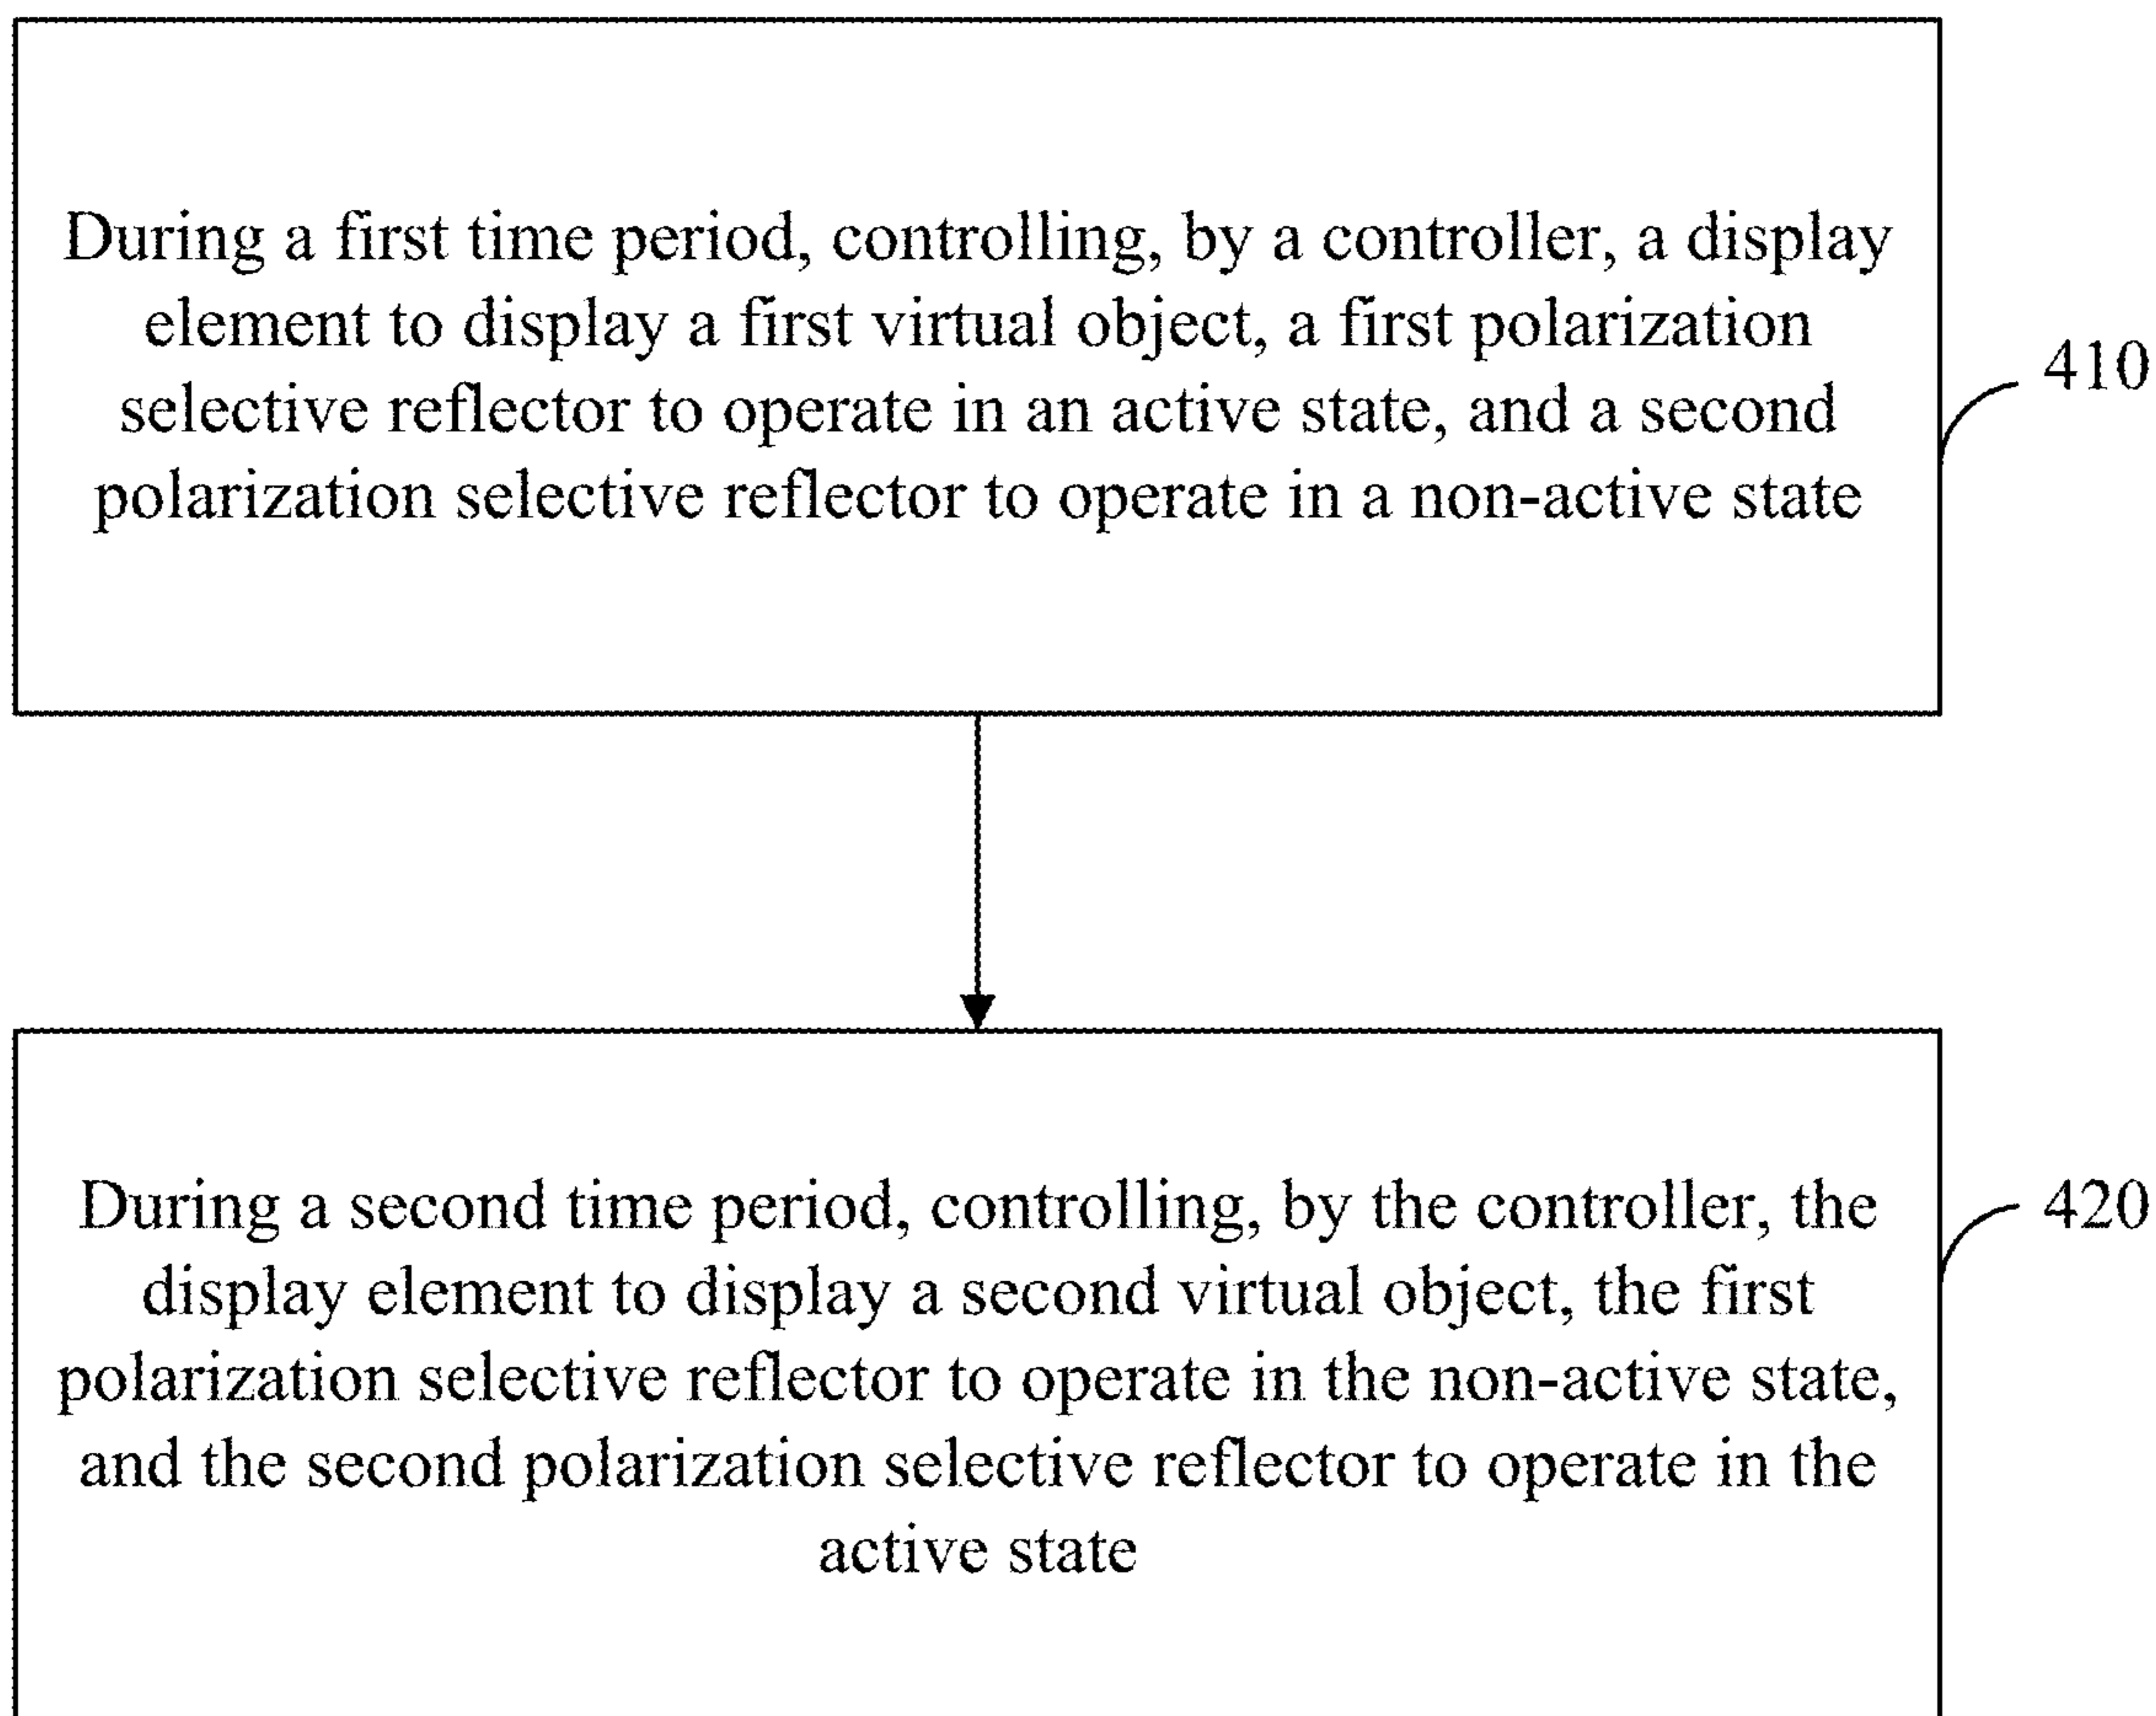 During a first time period, controlling, by a controller, a display
element to display a first virtual object, a first polarization
selective reflector to operate in an active state, and a second
polarization selective reflector to operate in a non-active state
410
During a second time period, controlling, by the controller, the
display element to display a second virtual object, the first
polarization selective reflector to operate in the non-active state,
and the second polarization selective reflector to operate in the
active state
420